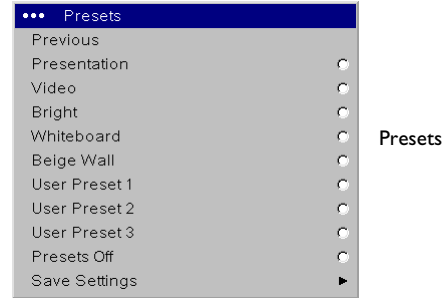 Presets
Previous
Presentation
Video
Bright
Whiteboard
Beige Wall
User Preset 1
User Preset 2
User Preset 3
Presets Off
Save Settings
Presets